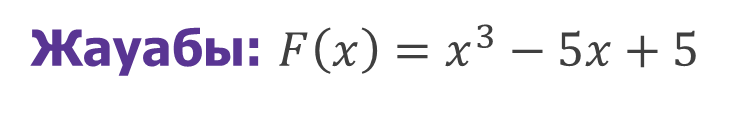 Жауабы: F(x) = x³ − 5x + 5